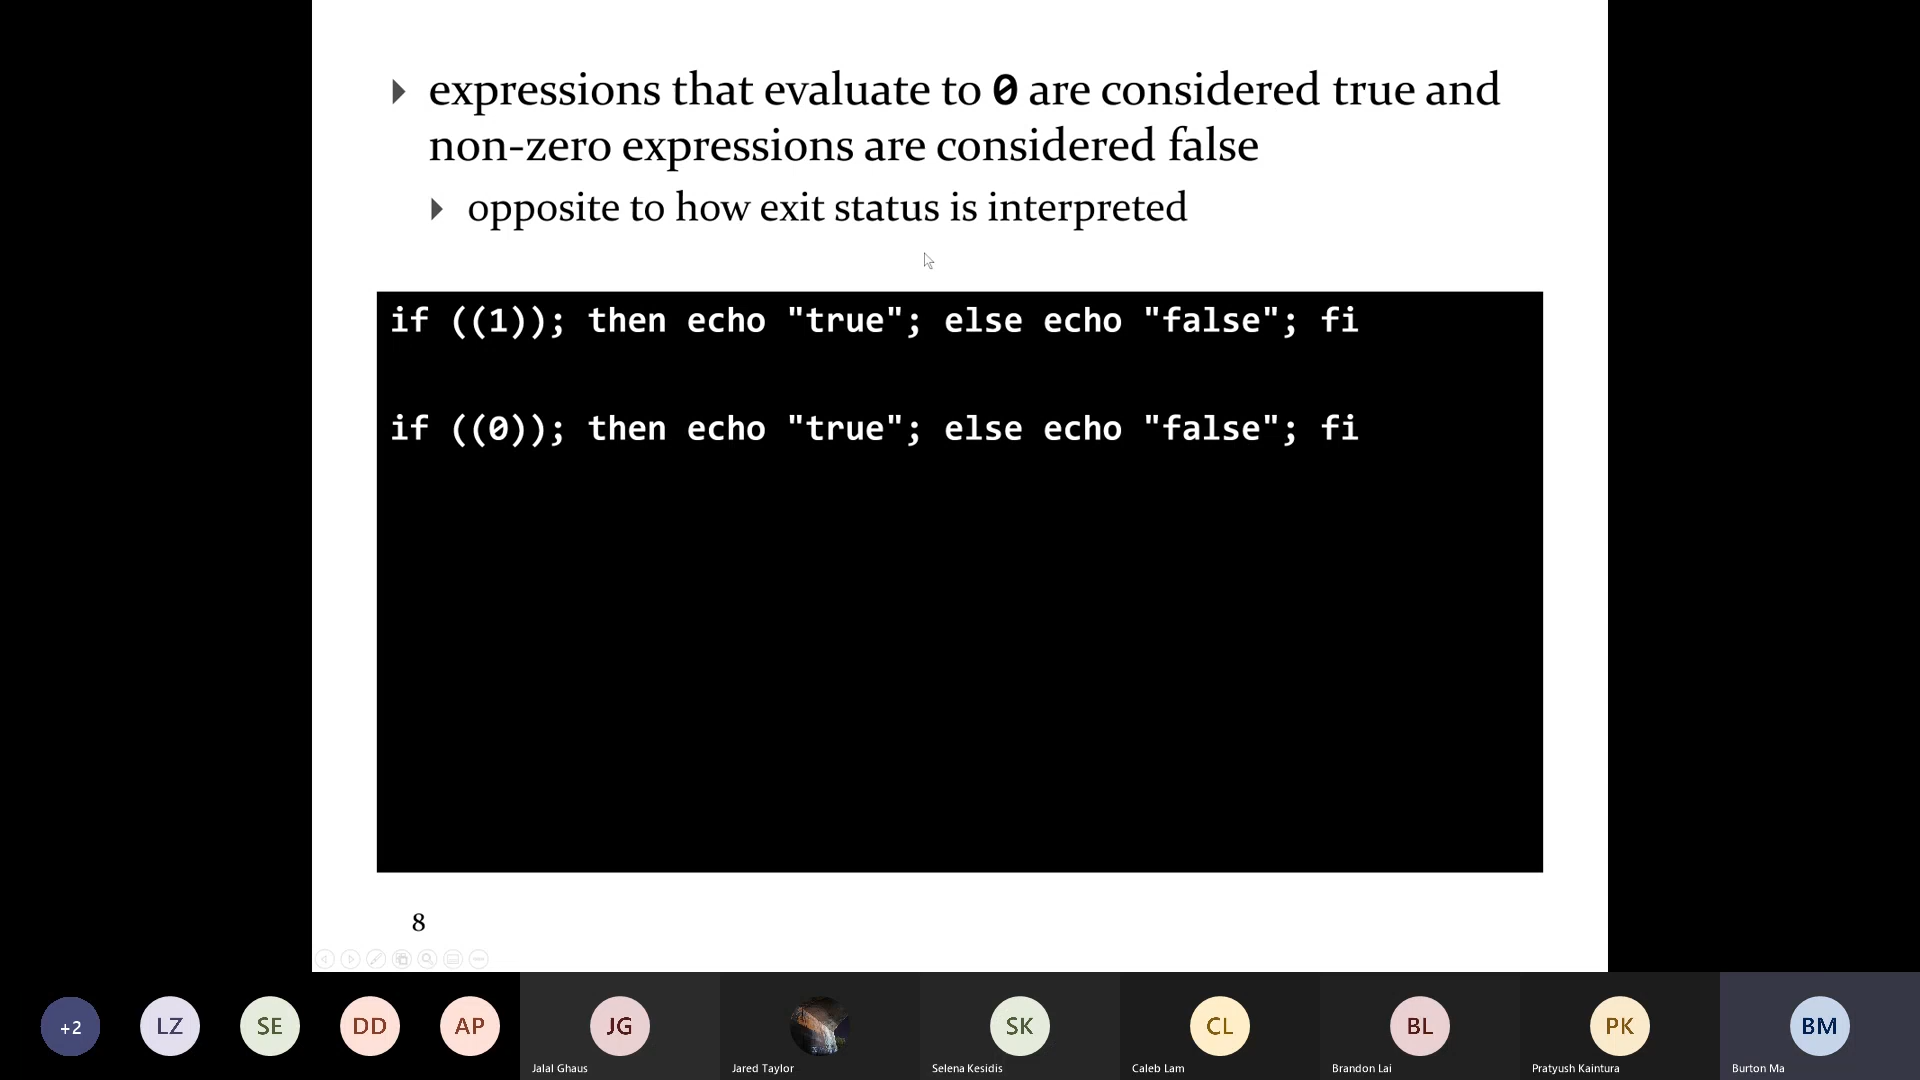 expressions that evaluate to 0 are considered true and
non-zero expressions are considered false
opposite to how exit status is interpreted
if ((1)); then echo "true"; else echo "false"; fi
if ((0)); then echo "true"; else echo "false"; fi
8
+2
LZ
SE
DD
AP
JG
SK
CL
BL
PK
BM
Jalal Ghaus
Jared Taylor
Selena Kesidis
Caleb Lam
Brandon Lai
Pratyush Kaintura
Burton Ma